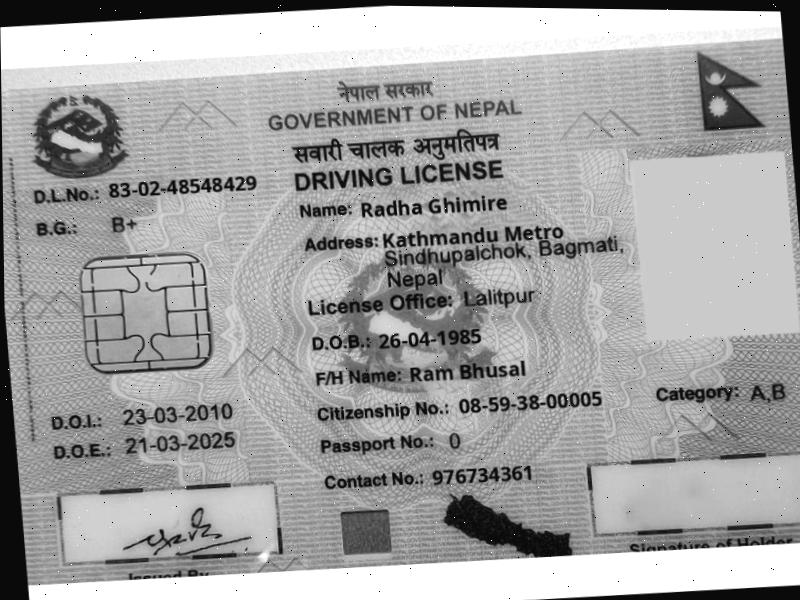 नेपाल सरकार
GOVERNMENT OF NEPAL
सवारी चालक अनुमतिपत्र
DRIVING LICENSE
D.L.No.: 83-02-48548429
B.G.: B+
Name: Radha Ghimire
Address: Kathmandu Metro
Sindhupalchok, Bagmati,
Nepal
License Office: Lalitpur
D.O.B.: 26-04-1985
F/H Name: Ram Bhusal
Citizenship No.: 08-59-38-00005
Category: A,B
D.O.I.: 23-03-2010
D.O.E.: 21-03-2025
Passport No.: 0
Contact No.: 976734361
Issued By
Signature of Holder